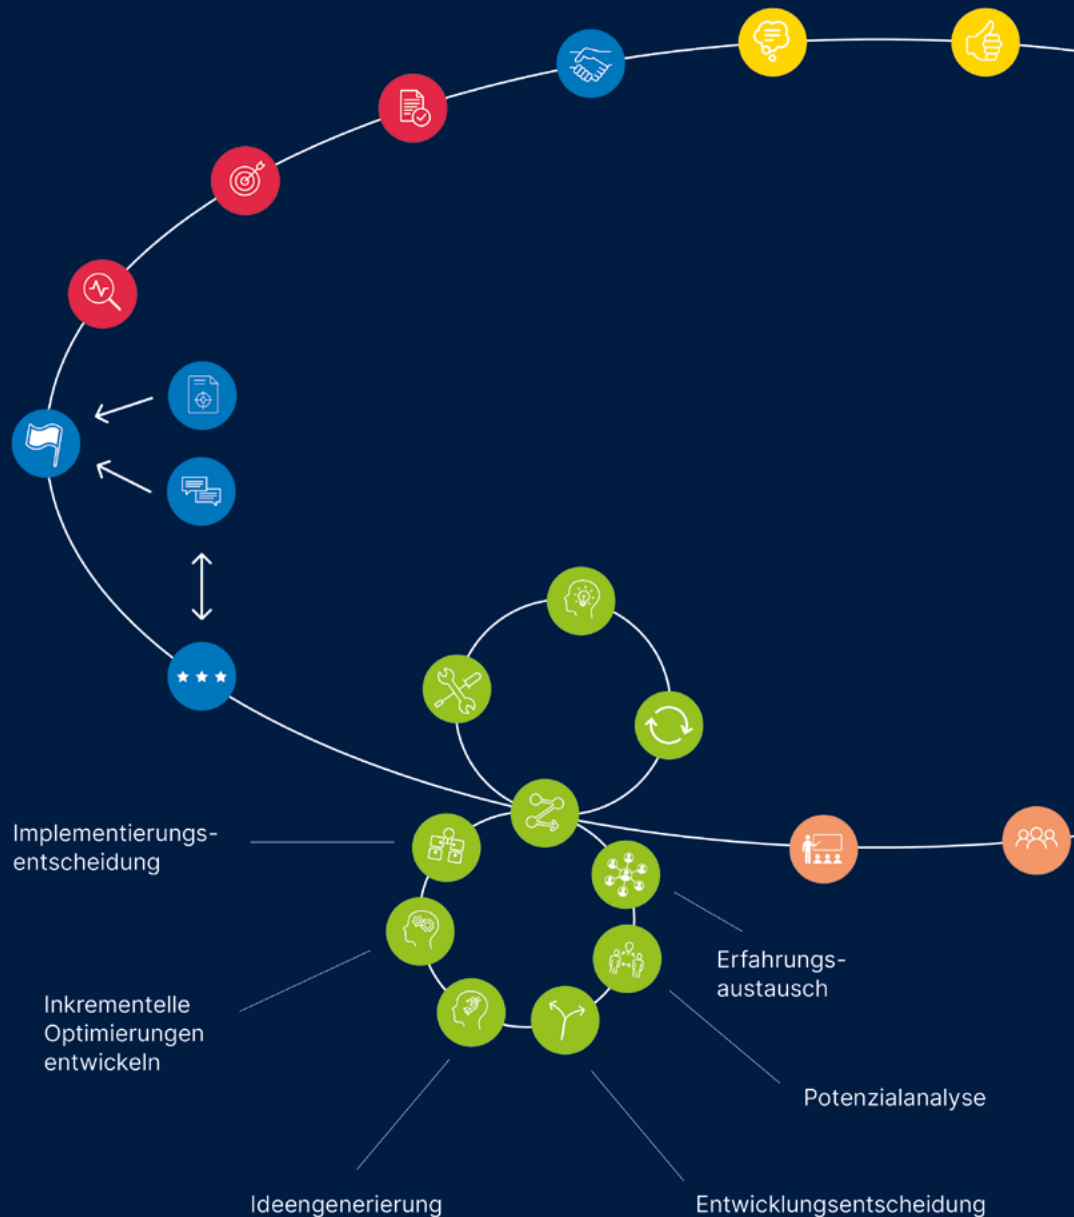 Implementierungs-
entscheidung
Inkrementelle
Optimierungen
entwickeln
Ideengenerierung
Entwicklungsentscheidung
Potenzialanalyse
Erfahrungs-
austausch